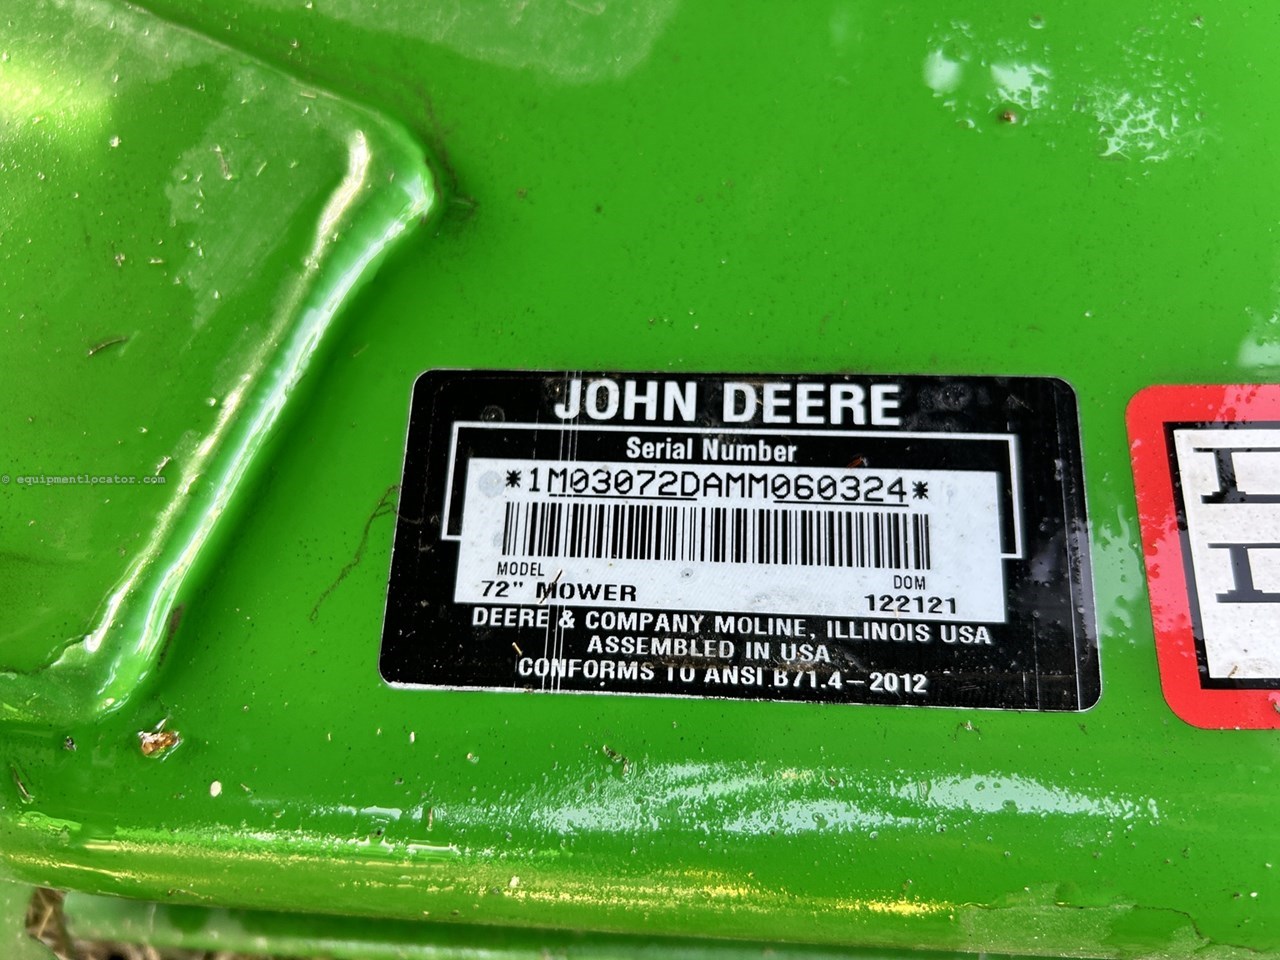 JOHN DEERE
Serial Number
*1M03072DAMM060324*
MODEL
DOM
72" MOWER
122121
DEERE & COMPANY MOLINE, ILLINOIS USA
ASSEMBLED IN USA
CONFORMS TO ANSI B71.4-2012
© equipmentlocator.com